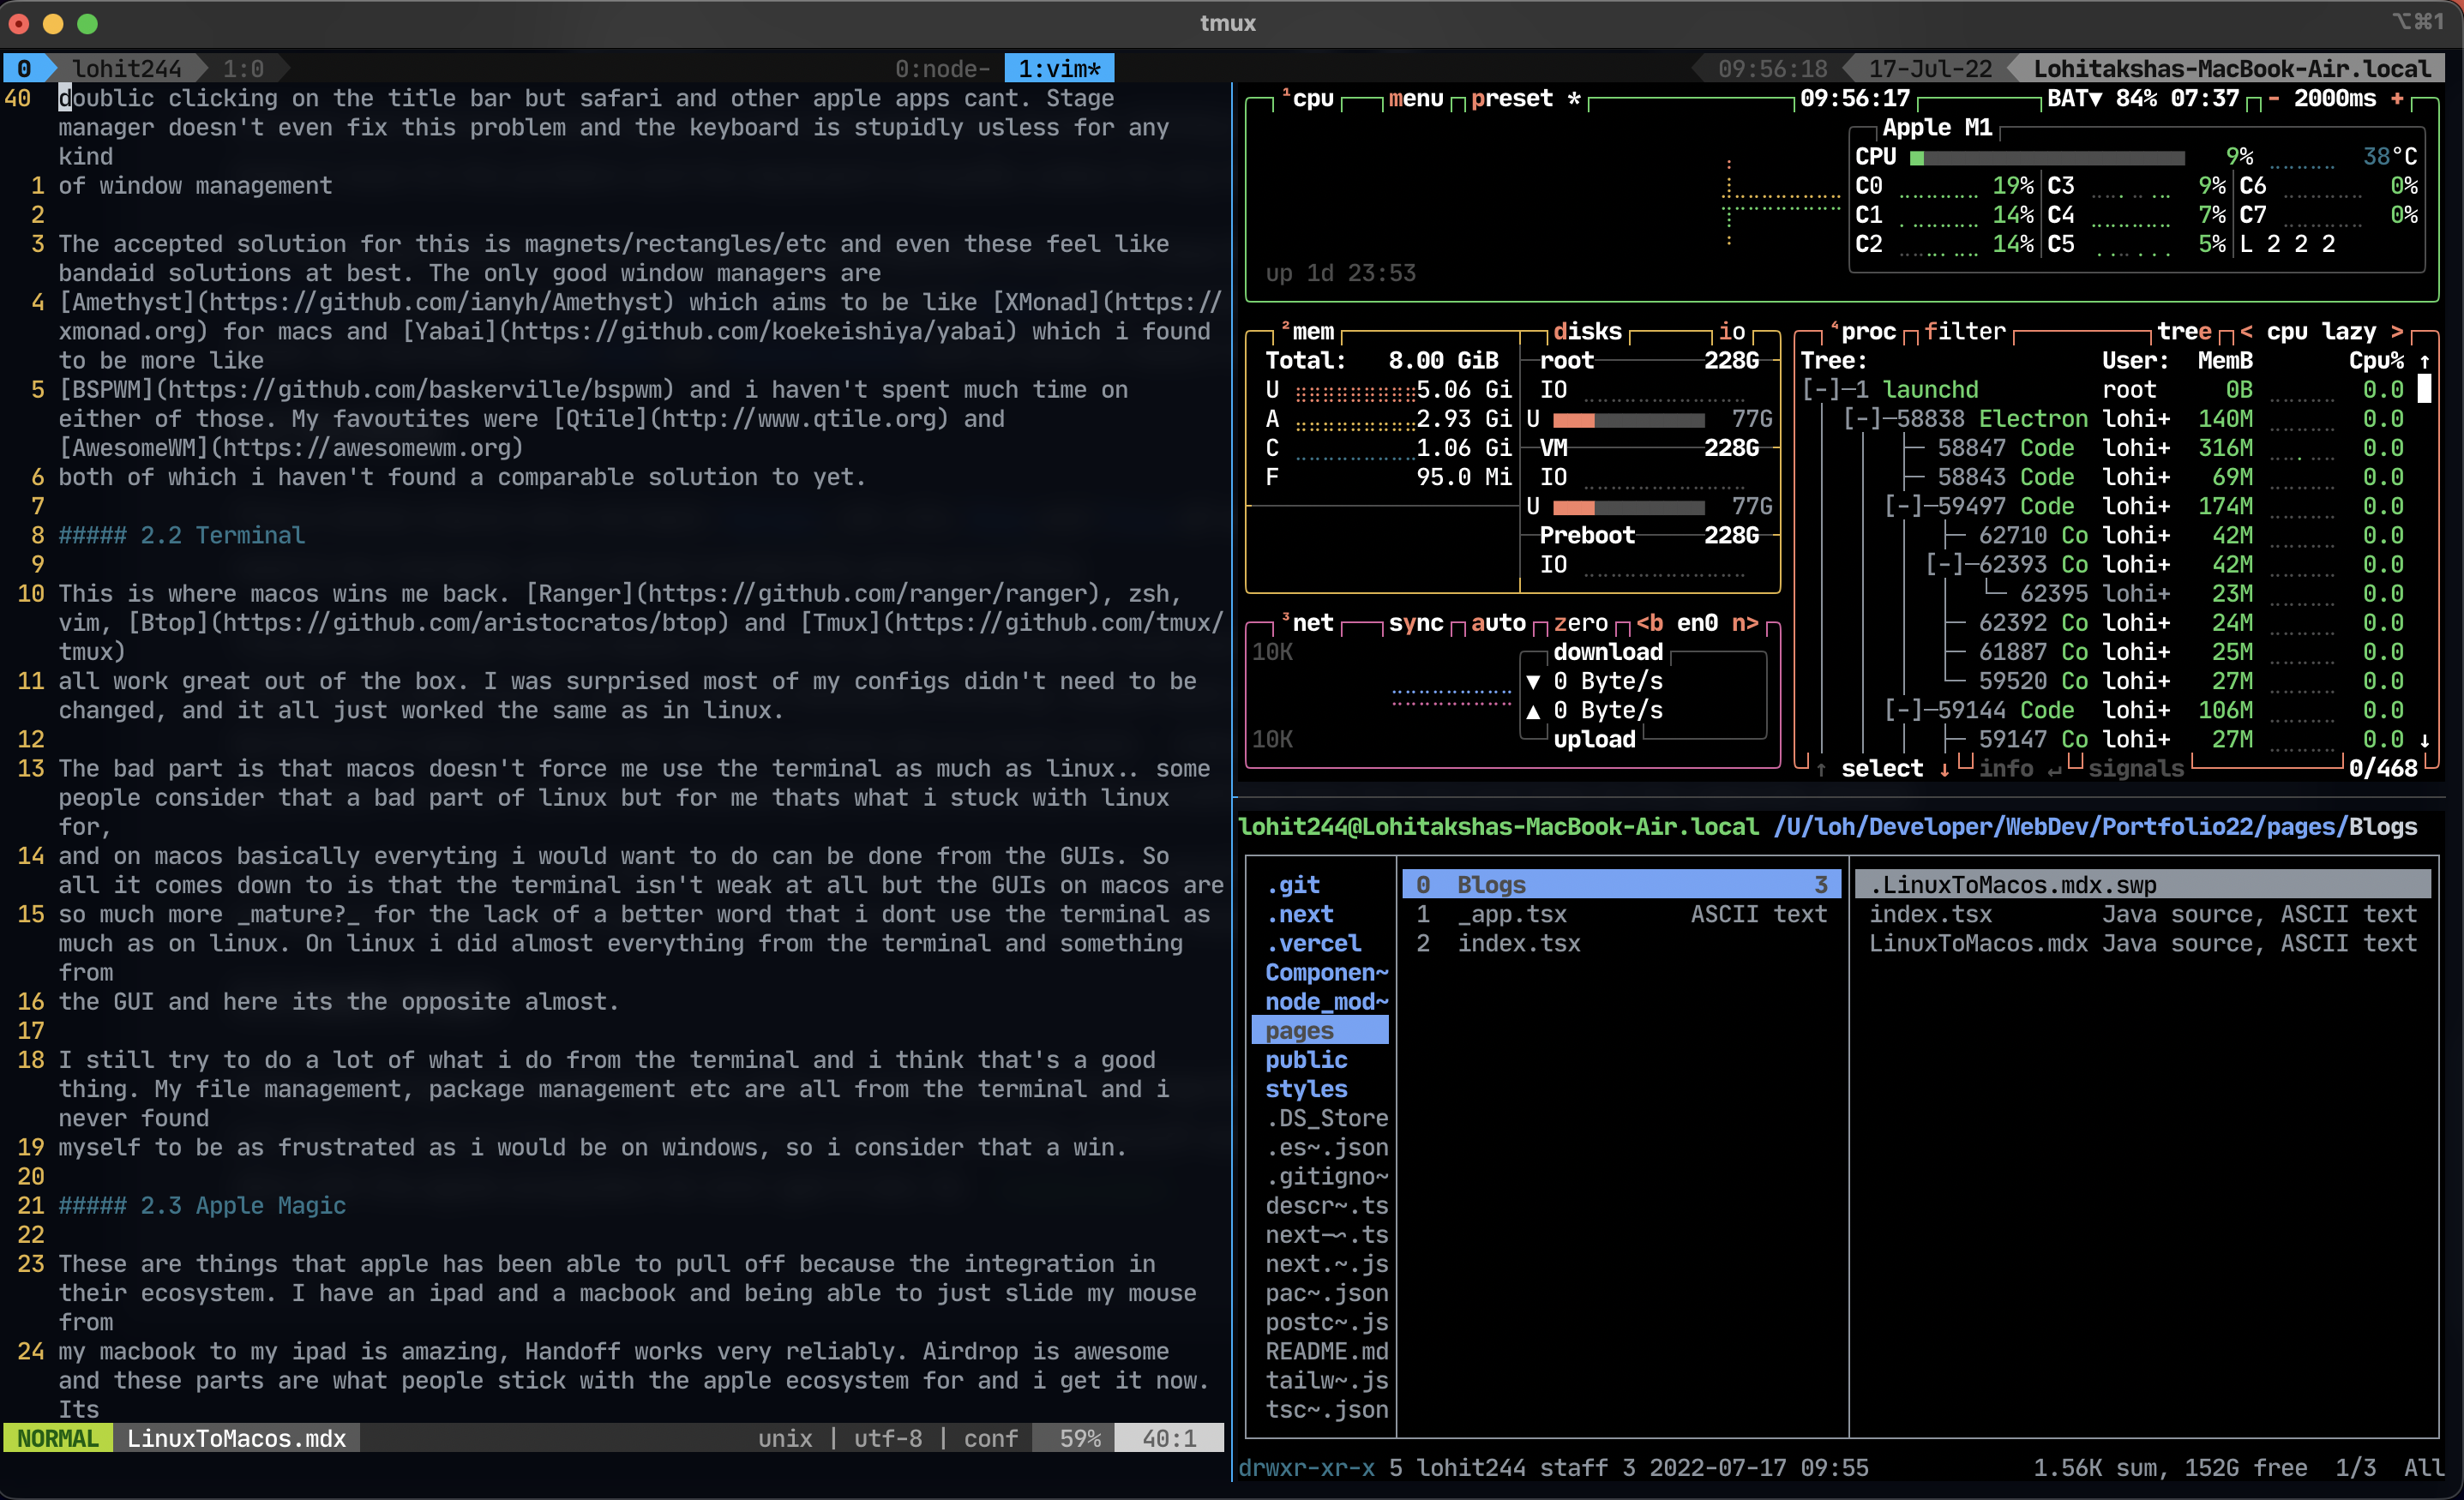 tmux
⌥⌘1
0 lohit244 1:0 0:node- 1:vim* 09:56:18 17-Jul-22 Lohitakshas-MacBook-Air.local
40 doublic clicking on the title bar but safari and other apple apps cant. Stage
manager doesn't even fix this problem and the keyboard is stupidly usless for any
kind
1 of window management
2
3 The accepted solution for this is magnets/rectangles/etc and even these feel like
bandaid solutions at best. The only good window managers are
4 [Amethyst](https://github.com/ianyh/Amethyst) which aims to be like [XMonad](https://
xmonad.org) for macs and [Yabai](https://github.com/koekeishiya/yabai) which i found
to be more like
5 [BSPWM](https://github.com/baskerville/bspwm) and i haven't spent much time on
either of those. My favoutites were [Qtile](http://www.qtile.org) and
[AwesomeWM](https://awesomewm.org)
6 both of which i haven't found a comparable solution to yet.
7
8 ##### 2.2 Terminal
9
10 This is where macos wins me back. [Ranger](https://github.com/ranger/ranger), zsh,
vim, [Btop](https://github.com/aristocratos/btop) and [Tmux](https://github.com/tmux/
tmux)
11 all work great out of the box. I was surprised most of my configs didn't need to be
changed, and it all just worked the same as in linux.
12
13 The bad part is that macos doesn't force me use the terminal as much as linux.. some
people consider that a bad part of linux but for me thats what i stuck with linux
for,
14 and on macos basically everyting i would want to do can be done from the GUIs. So
all it comes down to is that the terminal isn't weak at all but the GUIs on macos are
15 so much more _mature?_ for the lack of a better word that i dont use the terminal as
much as on linux. On linux i did almost everything from the terminal and something
from
16 the GUI and here its the opposite almost.
17
18 I still try to do a lot of what i do from the terminal and i think that's a good
thing. My file management, package management etc are all from the terminal and i
never found
19 myself to be as frustrated as i would be on windows, so i consider that a win.
20
21 ##### 2.3 Apple Magic
22
23 These are things that apple has been able to pull off because the integration in
their ecosystem. I have an ipad and a macbook and being able to just slide my mouse
from
24 my macbook to my ipad is amazing, Handoff works very reliably. Airdrop is awesome
and these parts are what people stick with the apple ecosystem for and i get it now.
Its
NORMAL LinuxToMacos.mdx unix | utf-8 | conf 59% 40:1
¹cpu menu preset * 09:56:17 BAT▼ 84% 07:37 - 2000ms +
Apple M1
CPU 9% 38°C
C0 19% C3 9% C6 0%
C1 14% C4 7% C7 0%
C2 14% C5 5% L 2 2 2
up 1d 23:53
²mem disks io
Total: 8.00 GiB root 228G
U 5.06 Gi IO
A 2.93 Gi U 77G
C 1.06 Gi VM 228G
F 95.0 Mi IO
U 77G
Preboot 228G
IO
³net sync auto zero <b en0 n>
10K download
▼ 0 Byte/s
▲ 0 Byte/s
10K upload
⁴proc filter tree < cpu lazy >
Tree: User: MemB Cpu% ↑
[-]─1 launchd root 0B 0.0
[-]─58838 Electron lohi+ 140M 0.0
58847 Code lohi+ 316M 0.0
58843 Code lohi+ 69M 0.0
[-]─59497 Code lohi+ 174M 0.0
62710 Co lohi+ 42M 0.0
[-]─62393 Co lohi+ 42M 0.0
62395 lohi+ 23M 0.0
62392 Co lohi+ 24M 0.0
61887 Co lohi+ 25M 0.0
59520 Co lohi+ 27M 0.0
[-]─59144 Code lohi+ 106M 0.0
59147 Co lohi+ 27M 0.0 ↓
↑ select ↓ info ↵ signals 0/468
lohit244@Lohitakshas-MacBook-Air.local /U/loh/Developer/WebDev/Portfolio22/pages/Blogs
.git
.next
.vercel
Componen~
node_mod~
pages
public
styles
.DS_Store
.es~.json
.gitigno~
descr~.ts
next-~.ts
next.~.js
pac~.json
postc~.js
README.md
tailw~.js
tsc~.json
0 Blogs 3
1 _app.tsx ASCII text
2 index.tsx
.LinuxToMacos.mdx.swp
index.tsx Java source, ASCII text
LinuxToMacos.mdx Java source, ASCII text
drwxr-xr-x 5 lohit244 staff 3 2022-07-17 09:55 1.56K sum, 152G free 1/3 All